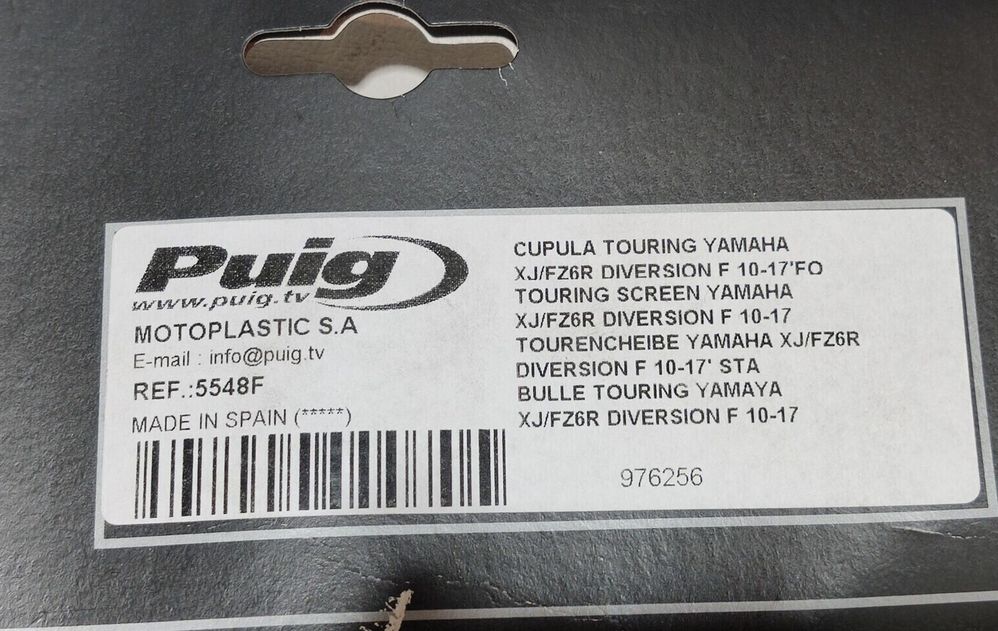 Puig
www.puig.tv
MOTOPLASTIC S.A
E-mail : info@puig.tv
REF.:5548F
MADE IN SPAIN (*****)
CUPULA TOURING YAMAHA
XJ/FZ6R DIVERSION F 10-17'FO
TOURING SCREEN YAMAHA
XJ/FZ6R DIVERSION F 10-17
TOURENCHEIBE YAMAHA XJ/FZ6R
DIVERSION F 10-17' STA
BULLE TOURING YAMAYA
XJ/FZ6R DIVERSION F 10-17
976256